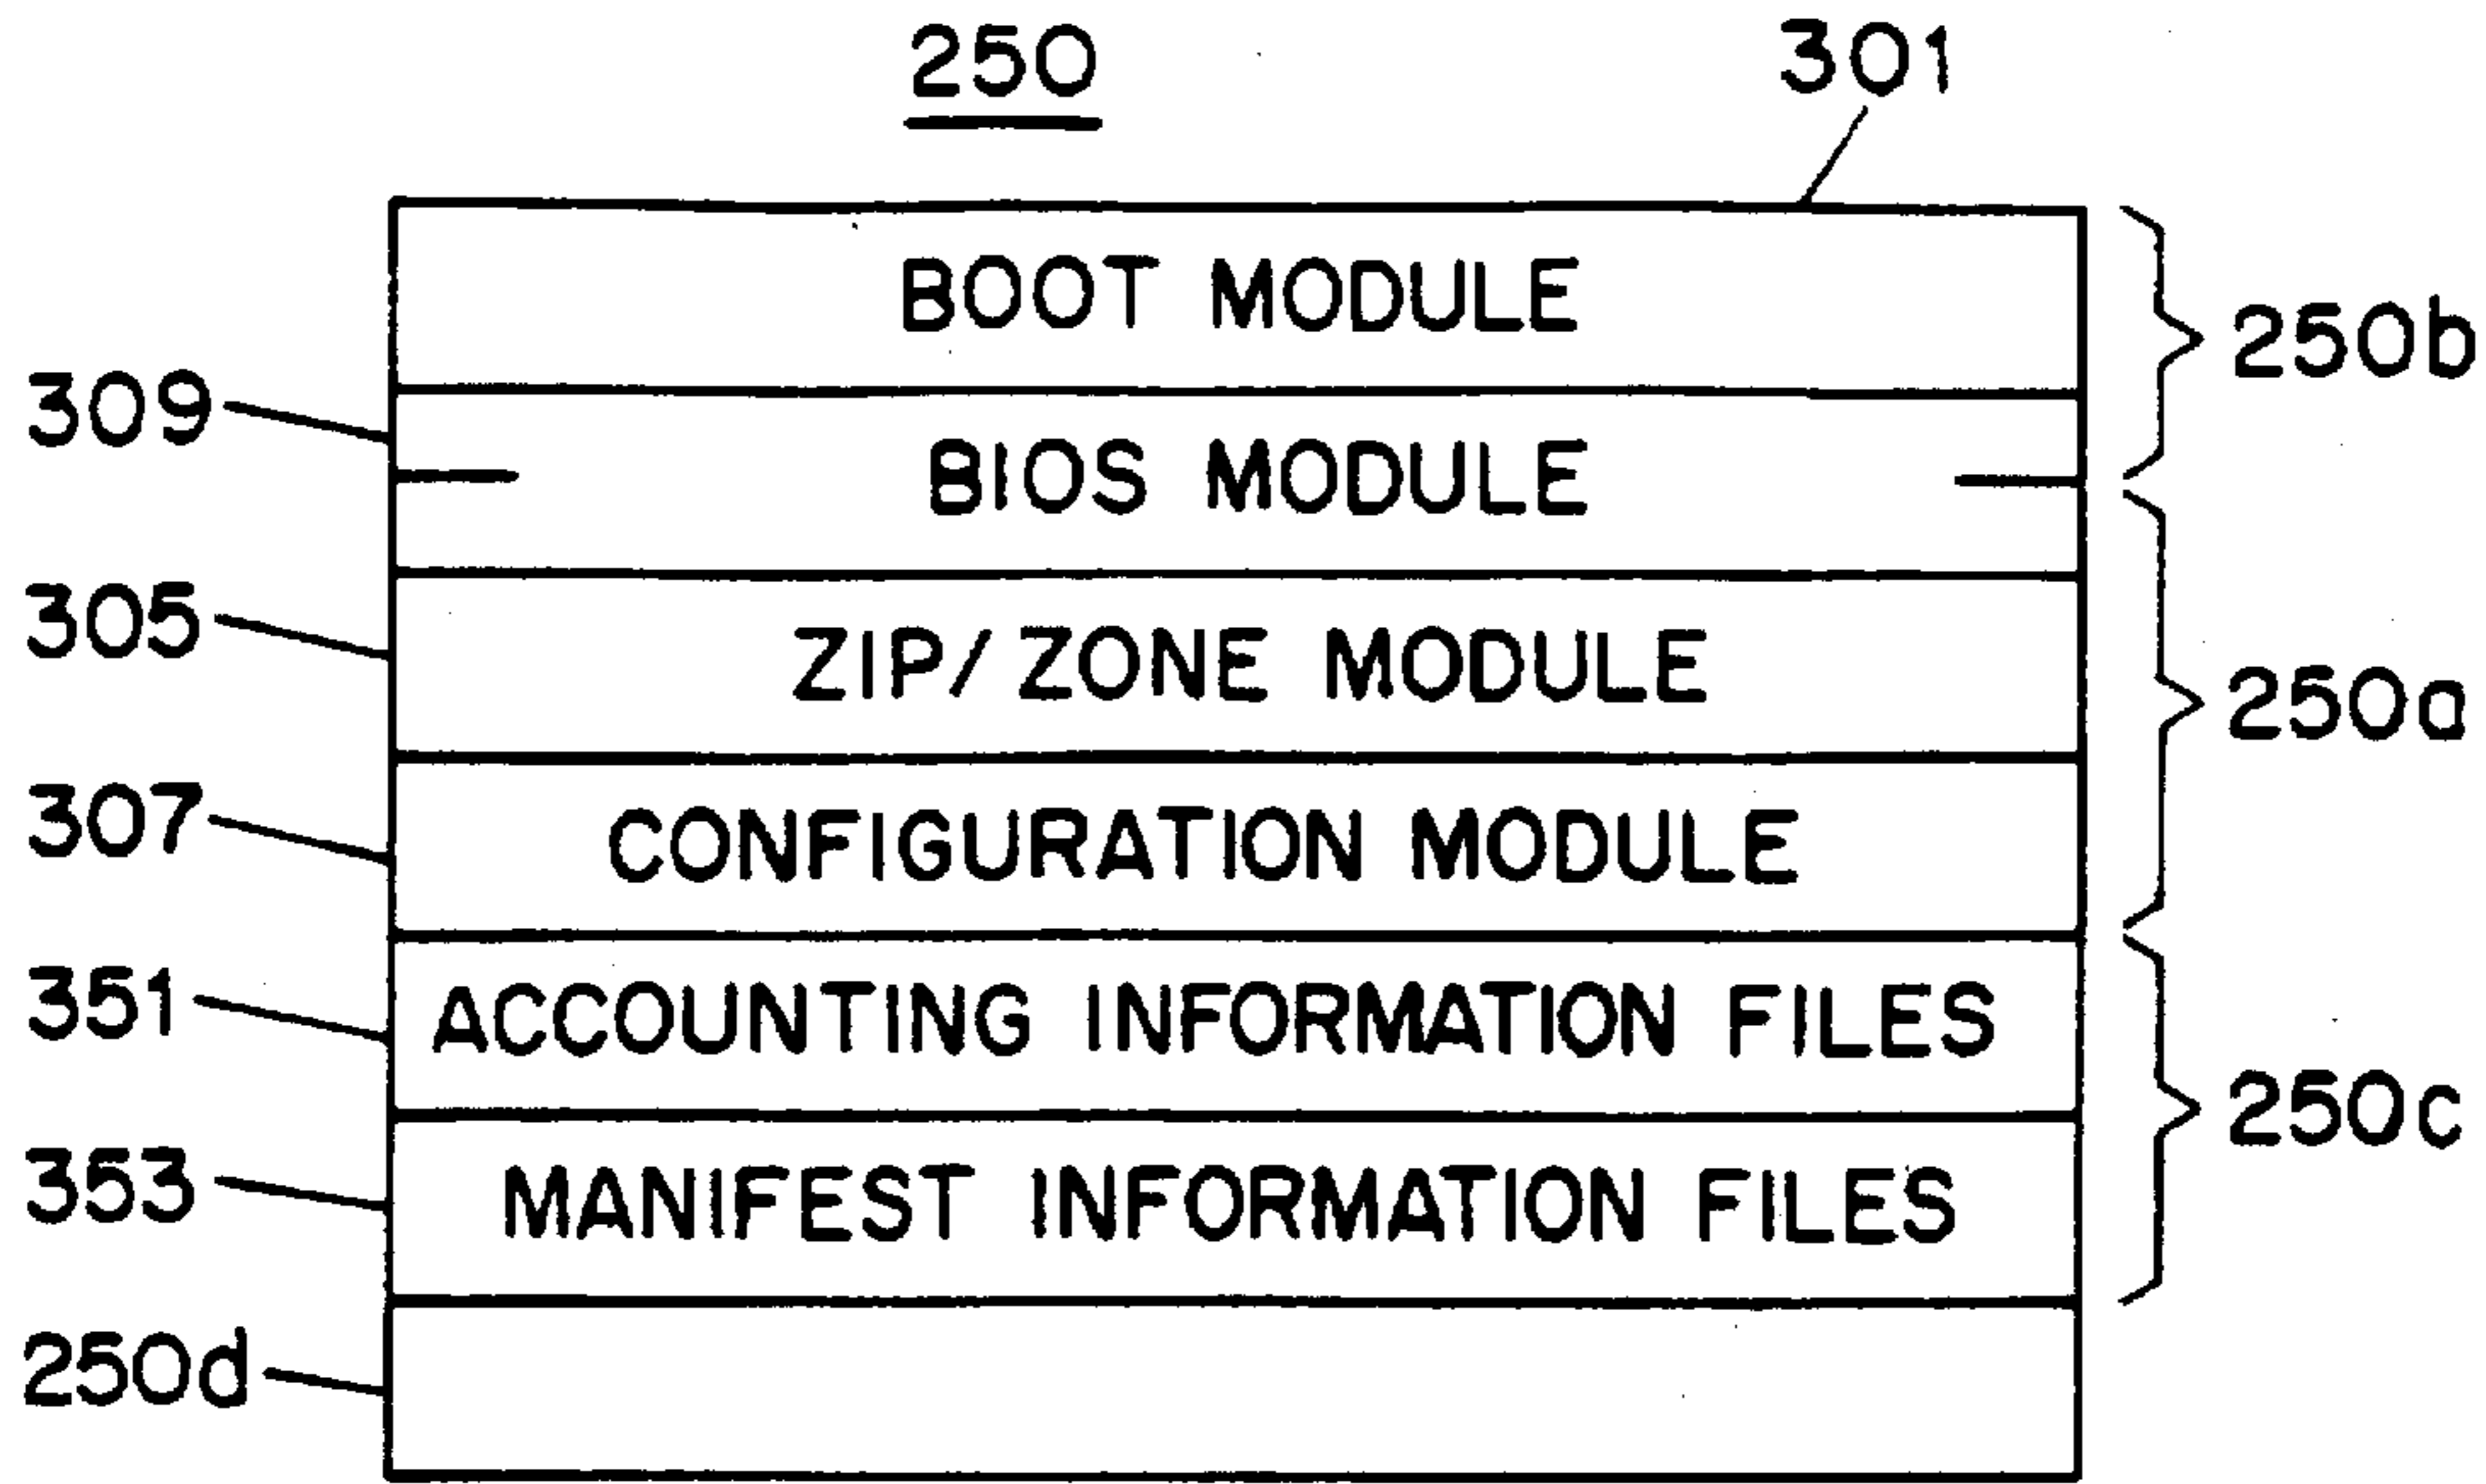 250
301
BOOT MODULE
250b
309
BIOS MODULE
305
ZIP/ZONE MODULE
250a
307
CONFIGURATION MODULE
351
ACCOUNTING INFORMATION FILES
250c
353
MANIFEST INFORMATION FILES
250d